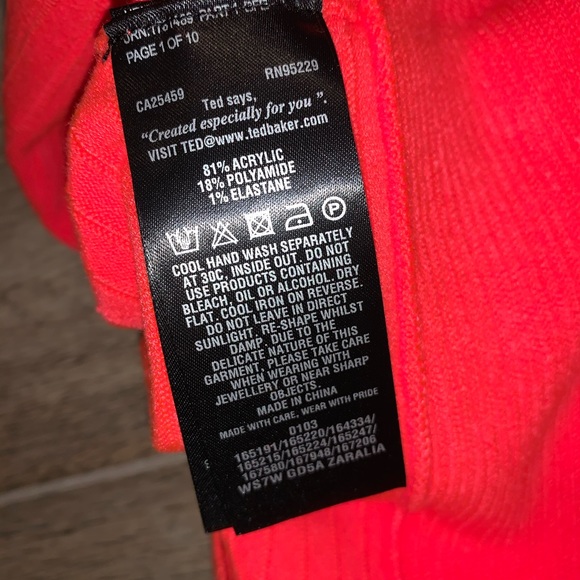 PAGE 1 OF 10
CA25459 RN95229
Ted says,
“Created especially for you”.
VISIT TED@www.tedbaker.com
81% ACRYLIC
18% POLYAMIDE
1% ELASTANE
P
COOL HAND WASH SEPARATELY
AT 30C, INSIDE OUT. DO NOT
USE PRODUCTS CONTAINING
BLEACH, OIL OR ALCOHOL. DRY
FLAT. COOL IRON ON REVERSE.
DO NOT LEAVE IN DIRECT
SUNLIGHT. RE-SHAPE WHILST
DAMP. DUE TO THE
DELICATE NATURE OF THIS
GARMENT, PLEASE TAKE CARE
WHEN WEARING WITH
JEWELLERY OR NEAR SHARP
OBJECTS.
MADE IN CHINA
MADE WITH CARE, WEAR WITH PRIDE
0103
165191/165220/164334/
165215/165224/165247/
167580/167948/167206
WS7W GD5A ZARALIA